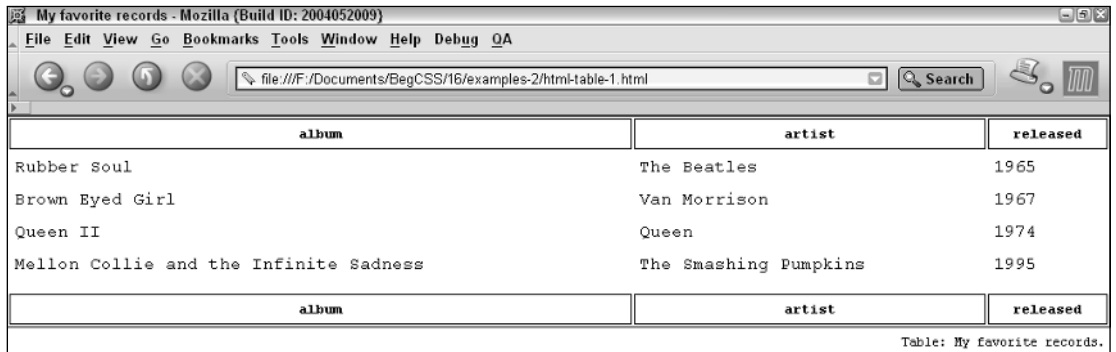 My favorite records - Mozilla {Build ID: 2004052009}
File Edit View Go Bookmarks Tools Window Help Debug QA
file:///F:/Documents/BegCSS/16/examples-2/html-table-1.html Search
album artist released
Rubber Soul The Beatles 1965
Brown Eyed Girl Van Morrison 1967
Queen II Queen 1974
Mellon Collie and the Infinite Sadness The Smashing Pumpkins 1995
album artist released
Table: My favorite records.